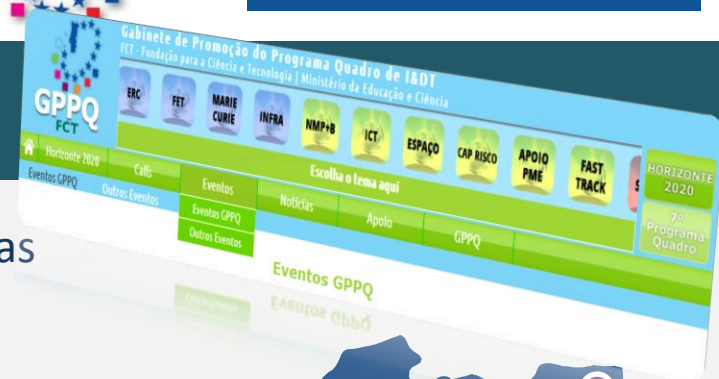 Gabinete de Promoção do Programa Quadro de I&DT
FCT - Fundação para a Ciência e Tecnologia | Ministério da Educação e Ciência
GPPQ
FCT
ERC
FET
MARIE
CURIE
INFRA
NMP+B
ICT
ESPAÇO
CAP RISCO
APOIO
PME
FAST
TRACK
S
HORIZONTE
2020
7º
Programa
Quadro
Escolha o tema aqui
Horizonte 2020
Calls
Eventos
Notícias
Apoio
GPPQ
Eventos GPPQ
Outros Eventos
Eventos GPPQ
Outros Eventos
Eventos GPPQ
as